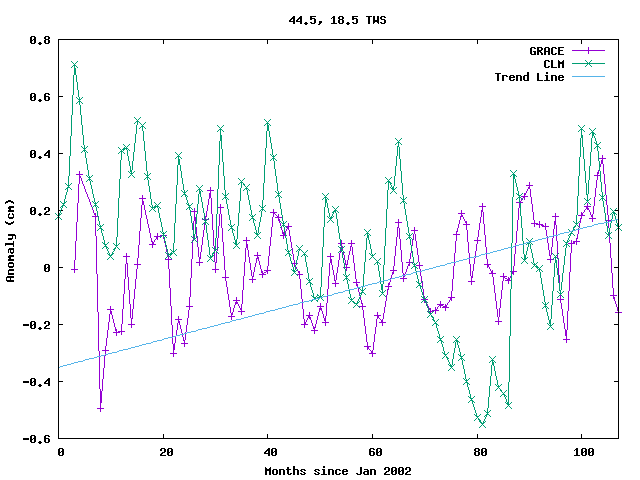 44.5, 18.5 TWS
GRACE
CLM
Trend Line
0.8
0.6
0.4
0.2
0
-0.2
-0.4
-0.6
Anomaly (cm)
0 20 40 60 80 100
Months since Jan 2002